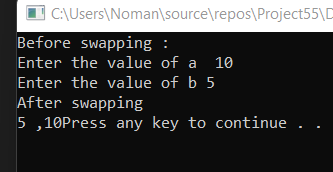 C:\Users\Noman\source\repos\Project55\D
Before swapping :
Enter the value of a  10
Enter the value of b 5
After swapping
5 ,10Press any key to continue . .